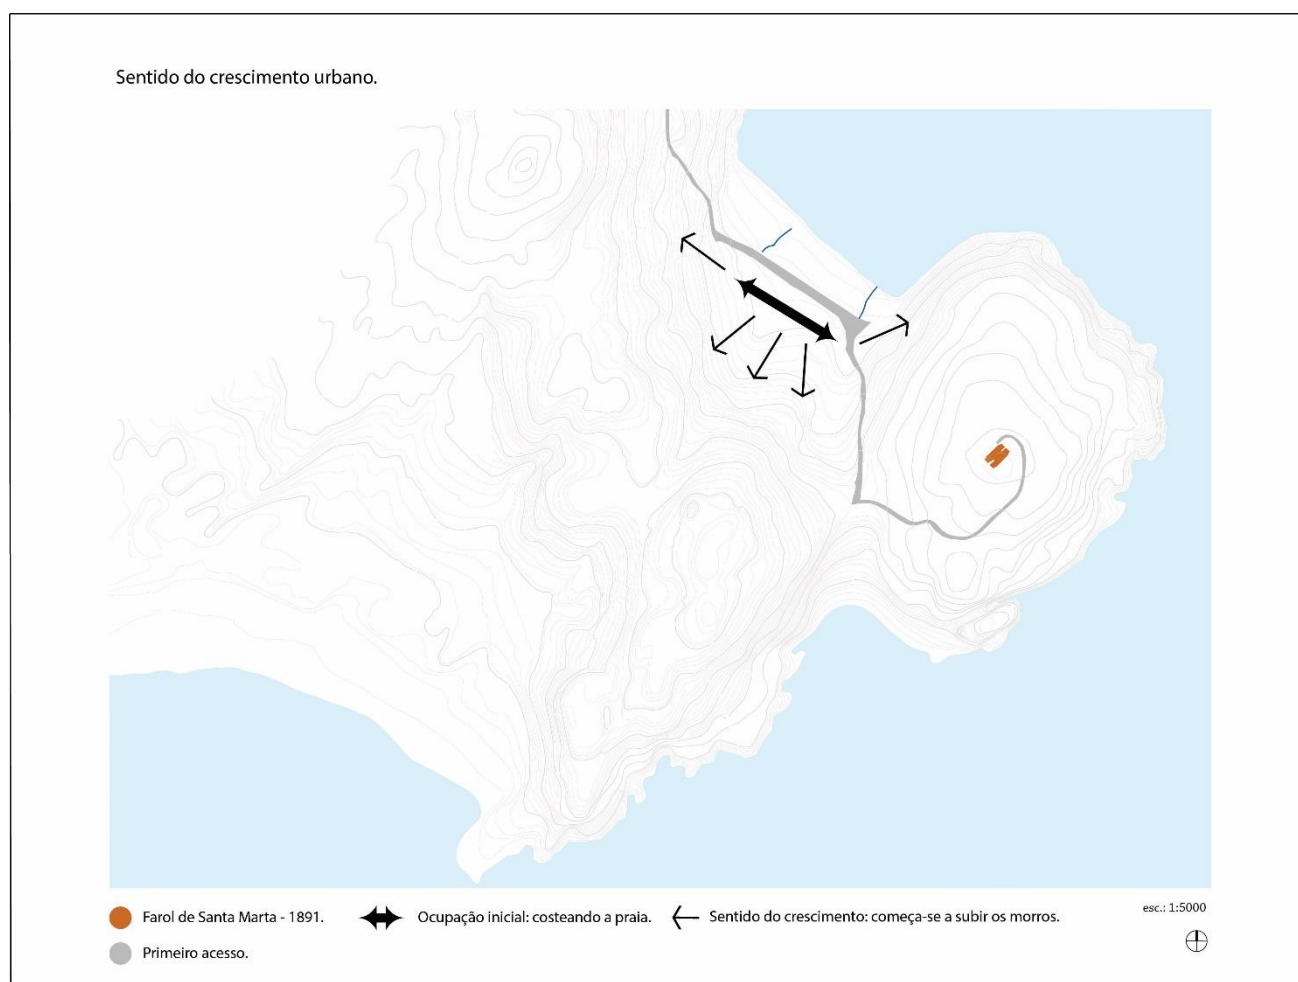 Sentido do crescimento urbano.
Farol de Santa Marta - 1891.
Ocupação inicial: costeando a praia.
Sentido do crescimento: começa-se a subir os morros.
esc.: 1:5000
Primeiro acesso.